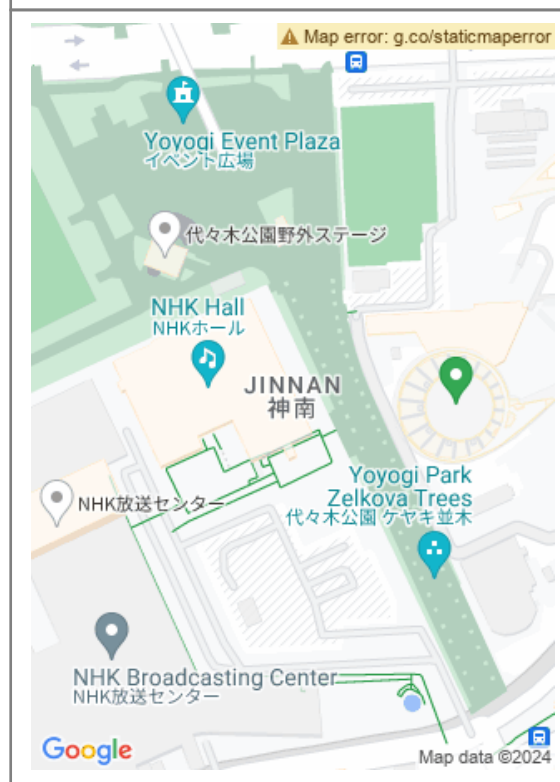 Map error: g.co/staticmaperror
Yoyogi Event Plaza
イベント広場
代々木公園野外ステージ
NHK Hall
NHKホール
JINNAN
神南
Yoyogi Park
Zelkova Trees
代々木公園 ケヤキ並木
NHK放送センター
NHK Broadcasting Center
NHK放送センター
Google
Map data ©2024